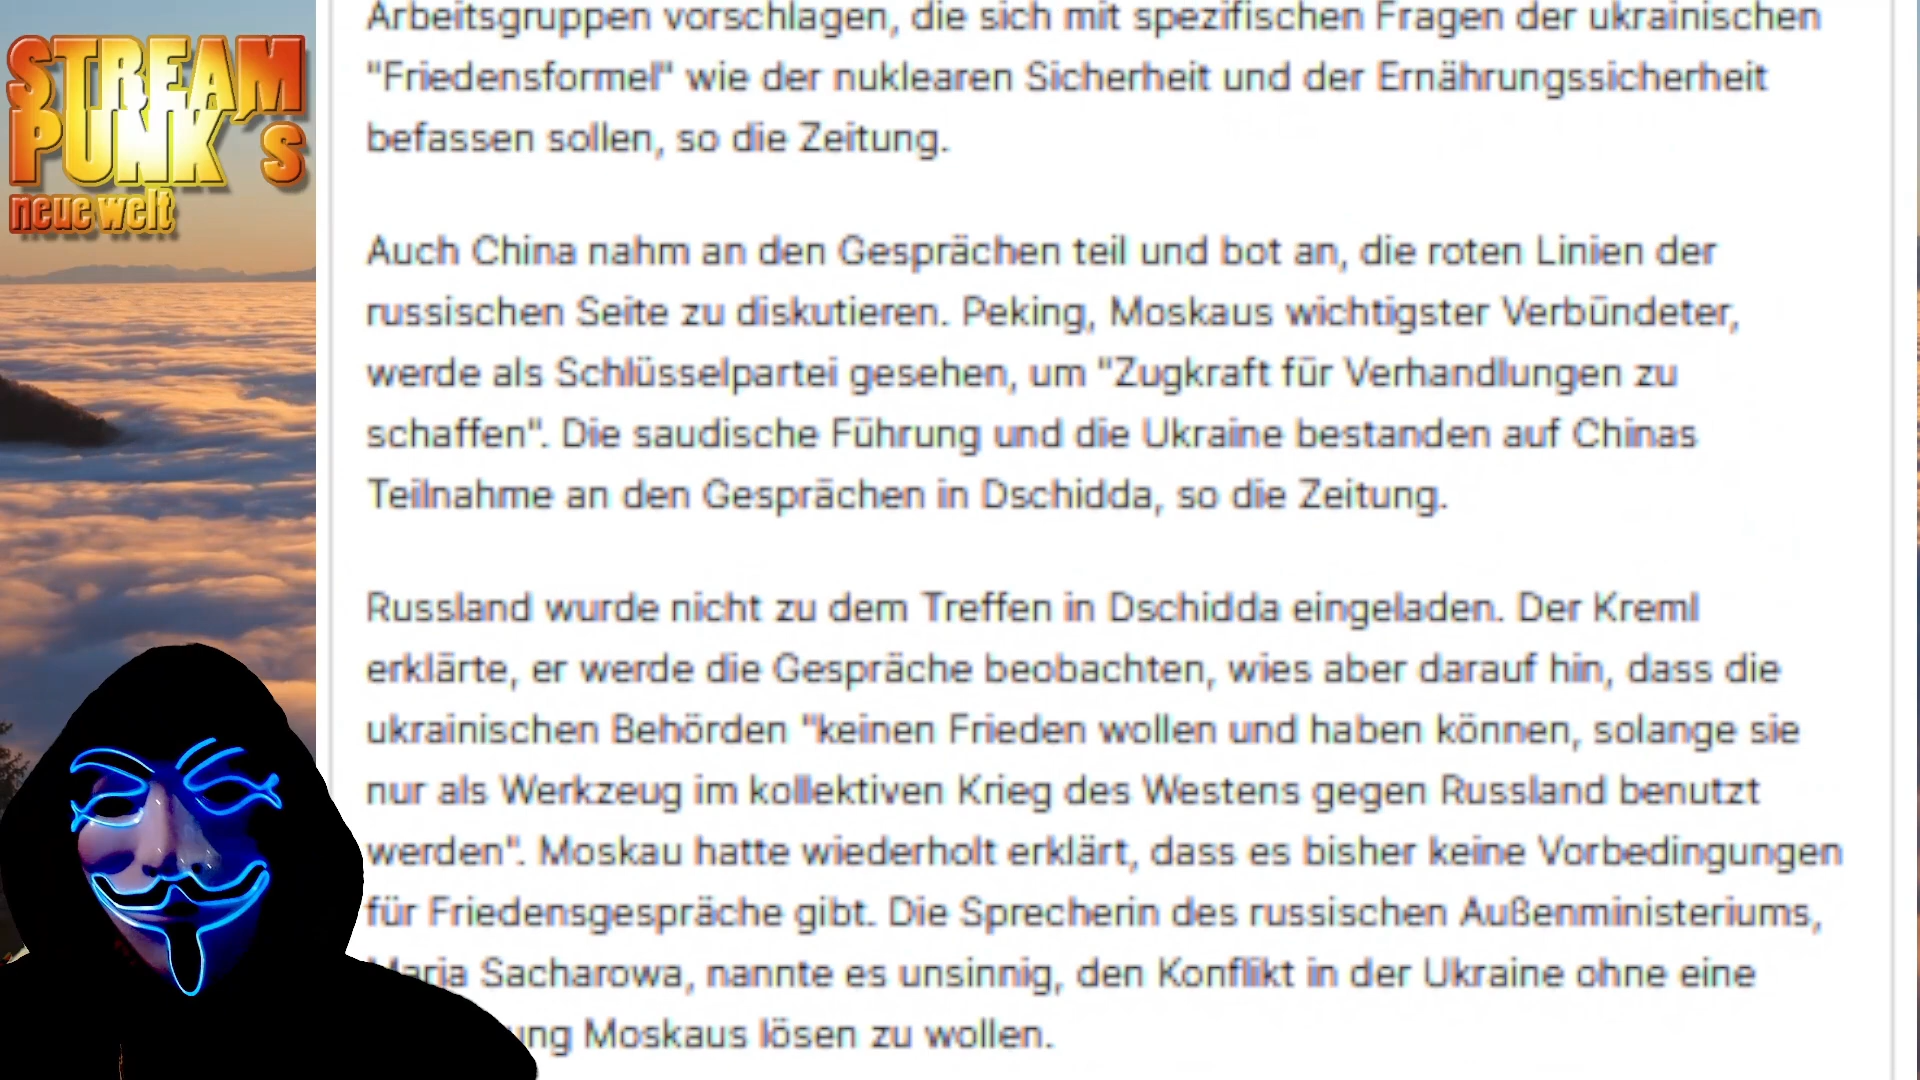 STREAM
PUNK´s
neue welt
Arbeitsgruppen vorschlagen, die sich mit spezifischen Fragen der ukrainischen
"Friedensformel" wie der nuklearen Sicherheit und der Ernährungssicherheit
befassen sollen, so die Zeitung.
Auch China nahm an den Gesprächen teil und bot an, die roten Linien der
russischen Seite zu diskutieren. Peking, Moskaus wichtigster Verbündeter,
werde als Schlüsselpartei gesehen, um "Zugkraft für Verhandlungen zu
schaffen". Die saudische Führung und die Ukraine bestanden auf Chinas
Teilnahme an den Gesprächen in Dschidda, so die Zeitung.
Russland wurde nicht zu dem Treffen in Dschidda eingeladen. Der Kreml
erklärte, er werde die Gespräche beobachten, wies aber darauf hin, dass die
ukrainischen Behörden "keinen Frieden wollen und haben können, solange sie
nur als Werkzeug im kollektiven Krieg des Westens gegen Russland benutzt
werden". Moskau hatte wiederholt erklärt, dass es bisher keine Vorbedingungen
für Friedensgespräche gibt. Die Sprecherin des russischen Außenministeriums,
Maria Sacharowa, nannte es unsinnig, den Konflikt in der Ukraine ohne eine
Moskaus lösen zu wollen.